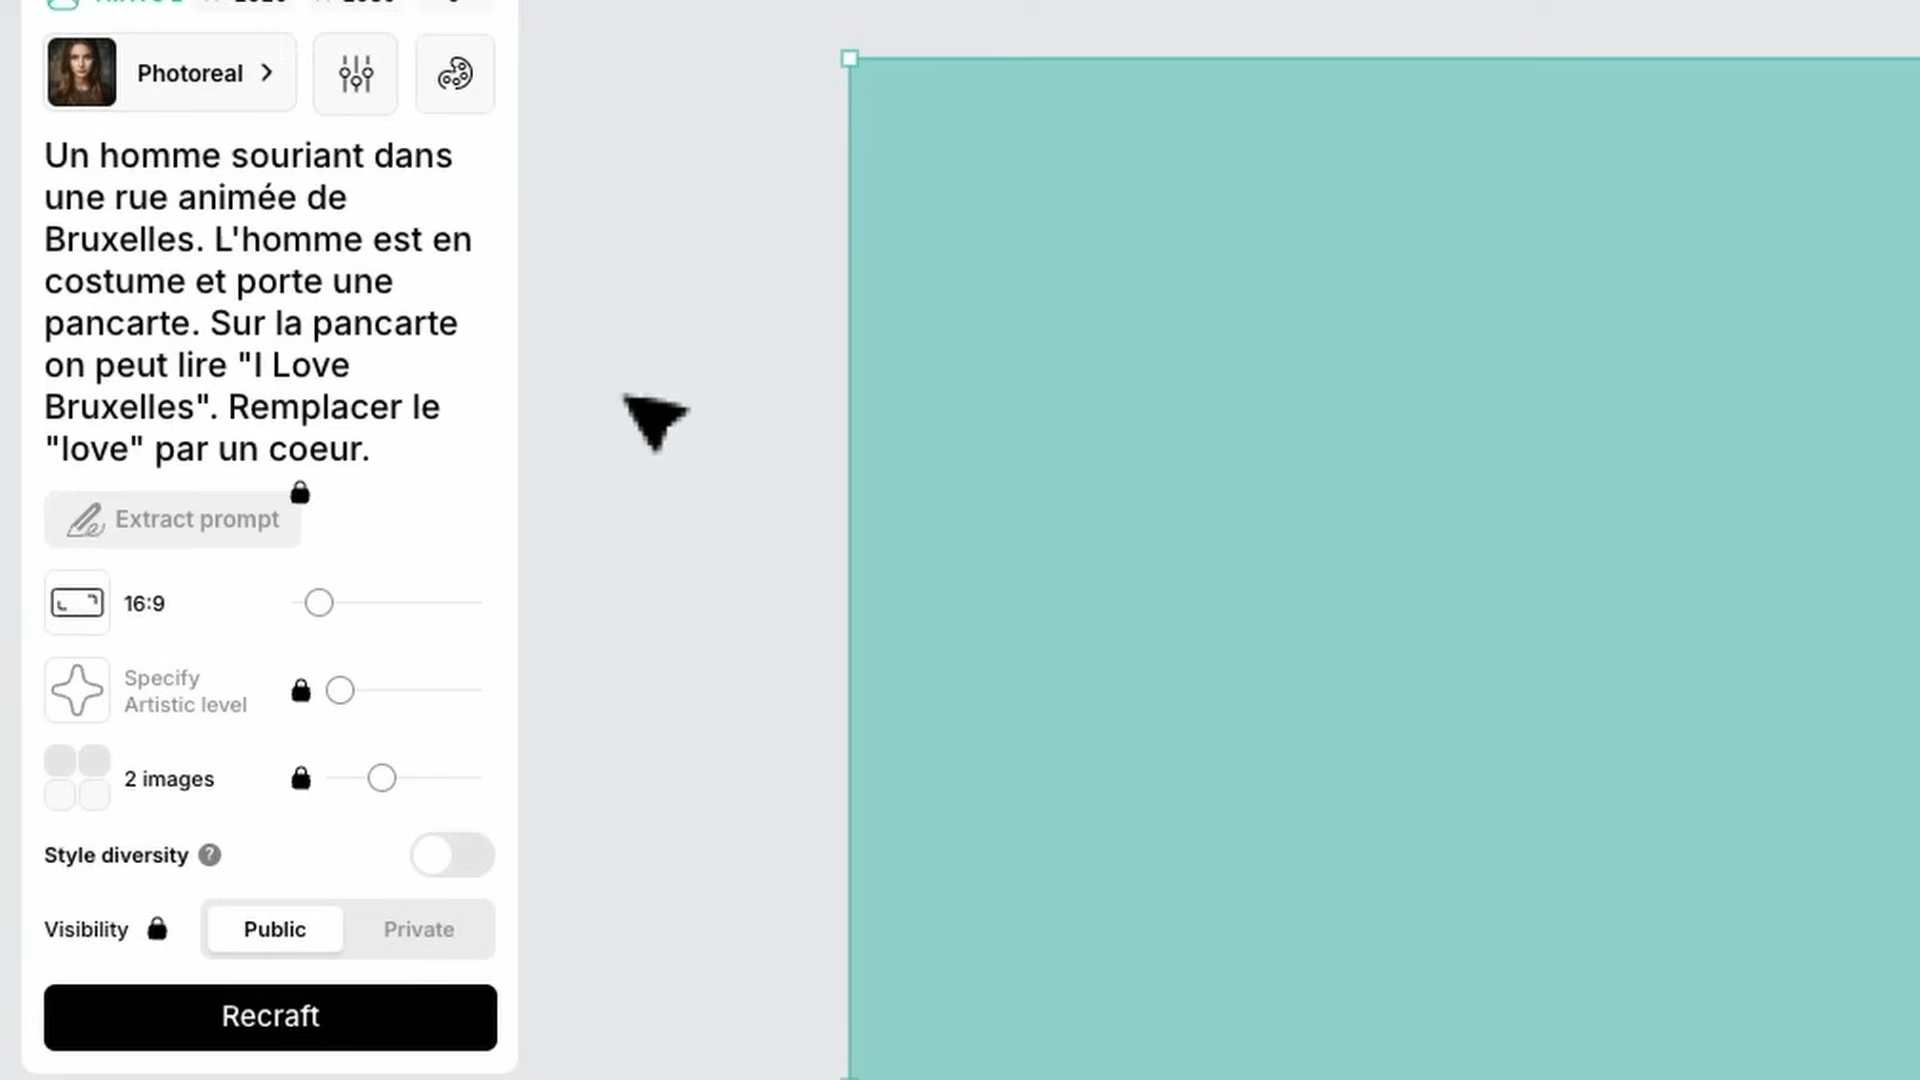 Photoreal
Un homme souriant dans
une rue animée de
Bruxelles. L'homme est en
costume et porte une
pancarte. Sur la pancarte
on peut lire "I Love
Bruxelles". Remplacer le
"love" par un coeur.
Extract prompt
16:9
Specify
Artistic level
2 images
Style diversity ?
Visibility Public Private
Recraft